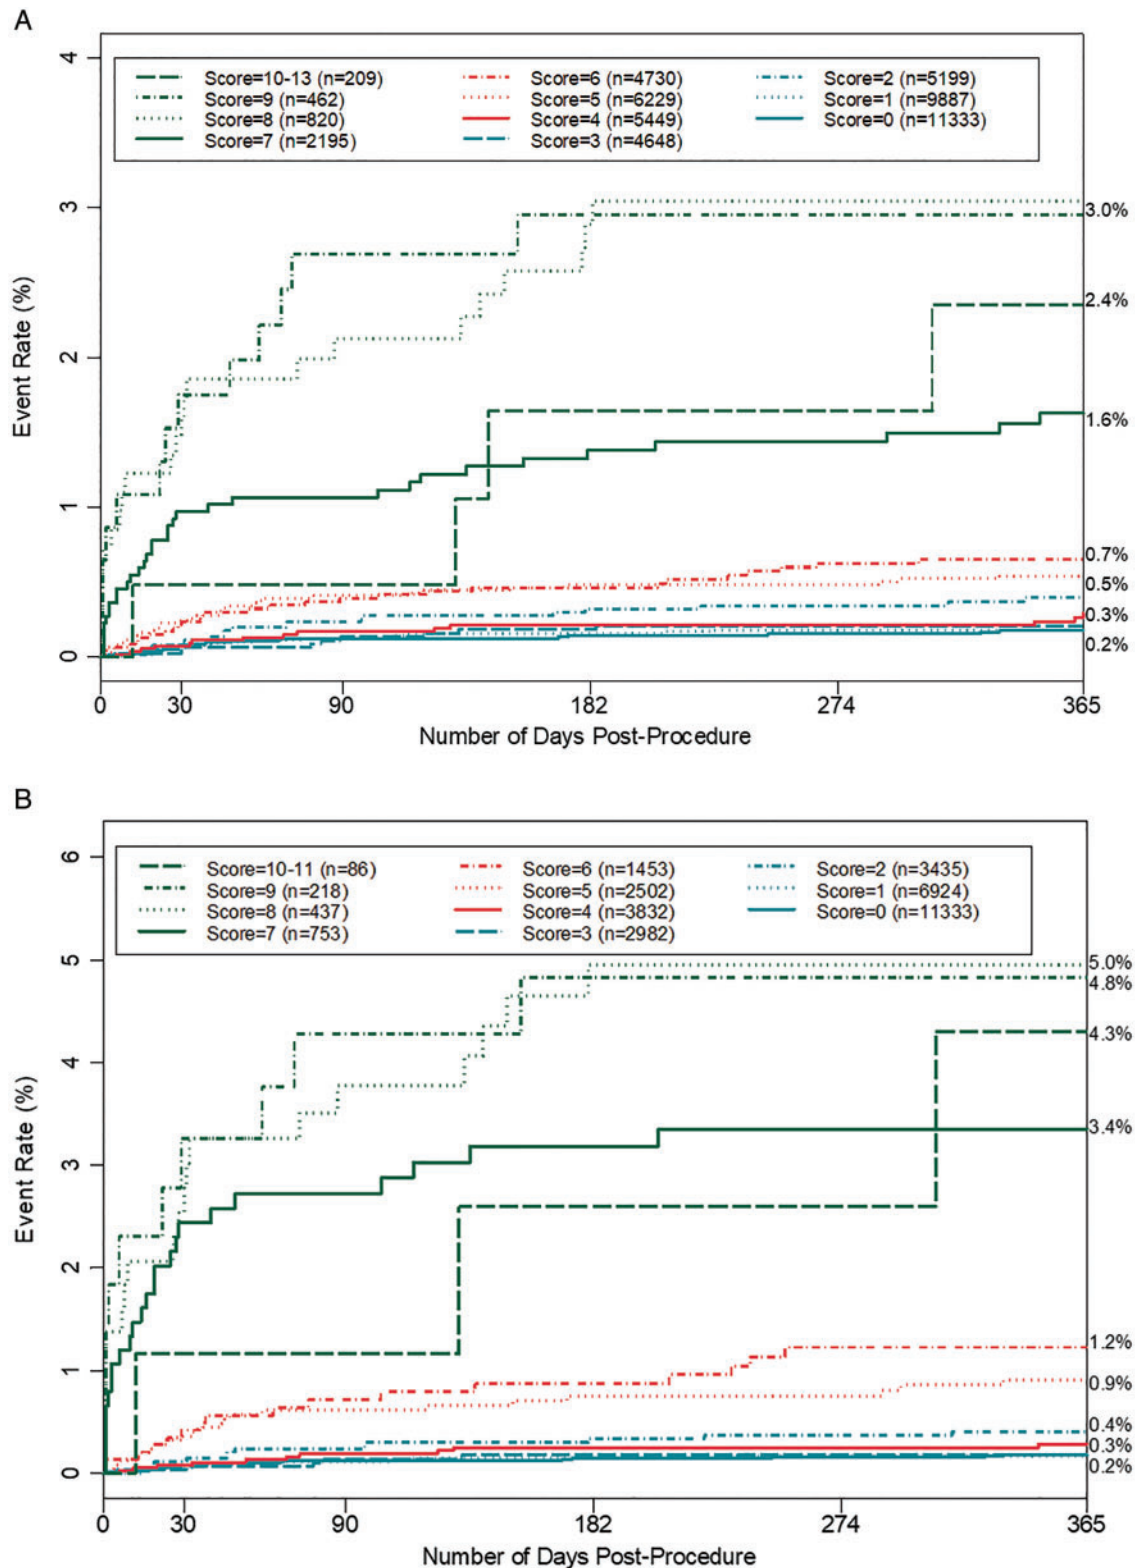 A
4
3
2
1
0
Event Rate (%)
Score=10-13 (n=209)
Score=9 (n=462)
Score=8 (n=820)
Score=7 (n=2195)
Score=6 (n=4730)
Score=5 (n=6229)
Score=4 (n=5449)
Score=3 (n=4648)
Score=2 (n=5199)
Score=1 (n=9887)
Score=0 (n=11333)
3.0%
2.4%
1.6%
0.7%
0.5%
0.3%
0.2%
0 30 90 182 274 365
Number of Days Post-Procedure
B
6
5
4
3
2
1
0
Event Rate (%)
Score=10-11 (n=86)
Score=9 (n=218)
Score=8 (n=437)
Score=7 (n=753)
Score=6 (n=1453)
Score=5 (n=2502)
Score=4 (n=3832)
Score=3 (n=2982)
Score=2 (n=3435)
Score=1 (n=6924)
Score=0 (n=11333)
5.0%
4.8%
4.3%
3.4%
1.2%
0.9%
0.4%
0.3%
0.2%
0 30 90 182 274 365
Number of Days Post-Procedure